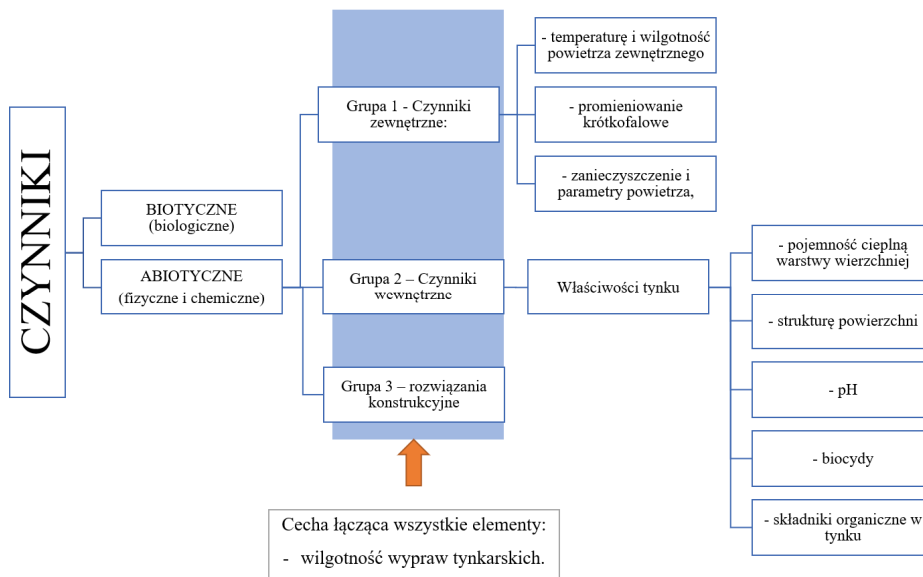 CZYNNIKI
BIOTYCZNE
(biologiczne)
ABIOTYCZNE
(fizyczne i chemiczne)
Grupa 1 - Czynniki
zewnętrzne:
- temperaturę i wilgotność
powietrza zewnętrznego
- promieniowanie
krótkofalowe
- zanieczyszczenie i
parametry powietrza,
Grupa 2 – Czynniki
wewnętrzne
Właściwości tynku
- pojemność cieplną
warstwy wierzchniej
- strukturę powierzchni
- pH
- biocydy
- składniki organiczne w
tynku
Grupa 3 – rozwiązania
konstrukcyjne
Cecha łącząca wszystkie elementy:
- wilgotność wypraw tynkarskich.